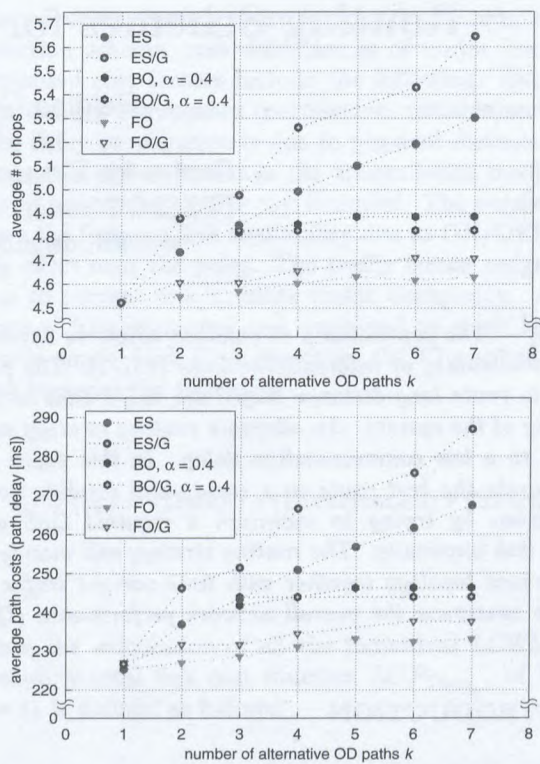 5.7
5.6
5.5
5.4
5.3
5.2
5.1
5.0
4.9
4.8
4.7
4.6
4.5
0.0
average # of hops
ES
ES/G
BO, α = 0.4
BO/G, α = 0.4
FO
FO/G
0 1 2 3 4 5 6 7 8
number of alternative OD paths k
290
280
270
260
250
240
230
220
0
average path costs (path delay [ms])
ES
ES/G
BO, α = 0.4
BO/G, α = 0.4
FO
FO/G
0 1 2 3 4 5 6 7 8
number of alternative OD paths k